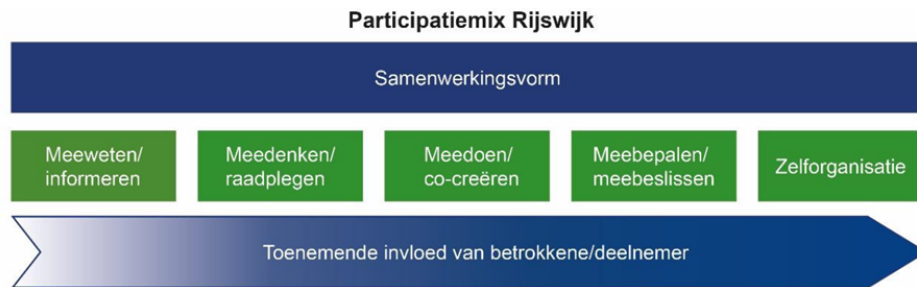 Participatiemix Rijswijk
Samenwerkingsvorm
Meeweten/
informeren
Meedenken/
raadplegen
Meedoen/
co-creëren
Meebepalen/
meebeslissen
Zelforganisatie
Toenemende invloed van betrokkene/deelnemer